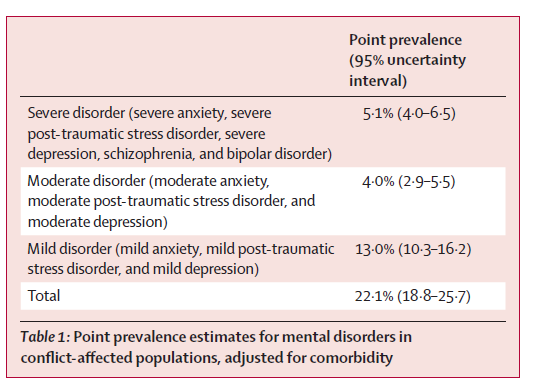 Point prevalence
(95% uncertainty
interval)
Severe disorder (severe anxiety, severe
post-traumatic stress disorder, severe
depression, schizophrenia, and bipolar disorder)
5·1% (4·0–6·5)
Moderate disorder (moderate anxiety,
moderate post-traumatic stress disorder, and
moderate depression)
4·0% (2·9–5·5)
Mild disorder (mild anxiety, mild post-traumatic
stress disorder, and mild depression)
13·0% (10·3–16·2)
Total
22·1% (18·8–25·7)
Table 1: Point prevalence estimates for mental disorders in
conflict-affected populations, adjusted for comorbidity